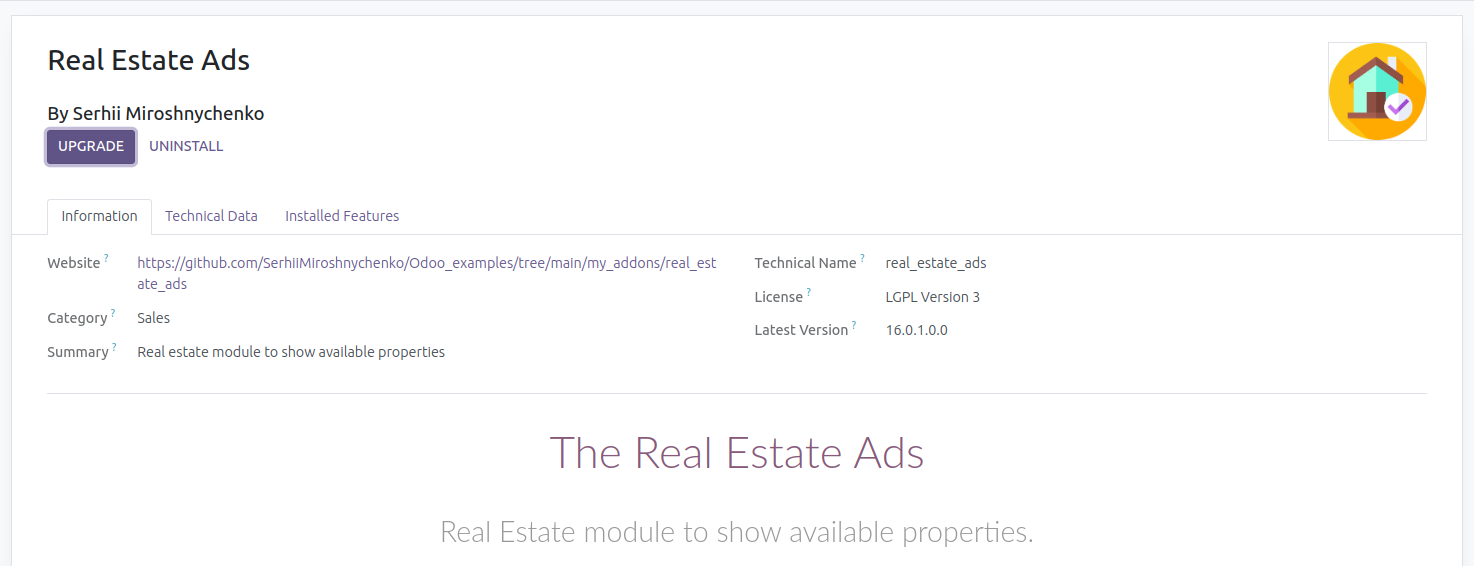 Real Estate Ads
By Serhii Miroshnychenko
UPGRADE UNINSTALL
Information Technical Data Installed Features
Website ? https://github.com/SerhiiMiroshnychenko/Odoo_examples/tree/main/my_addons/real_est
ate_ads
Category ? Sales
Summary ? Real estate module to show available properties
Technical Name ? real_estate_ads
License ? LGPL Version 3
Latest Version ? 16.0.1.0.0
The Real Estate Ads
Real Estate module to show available properties.